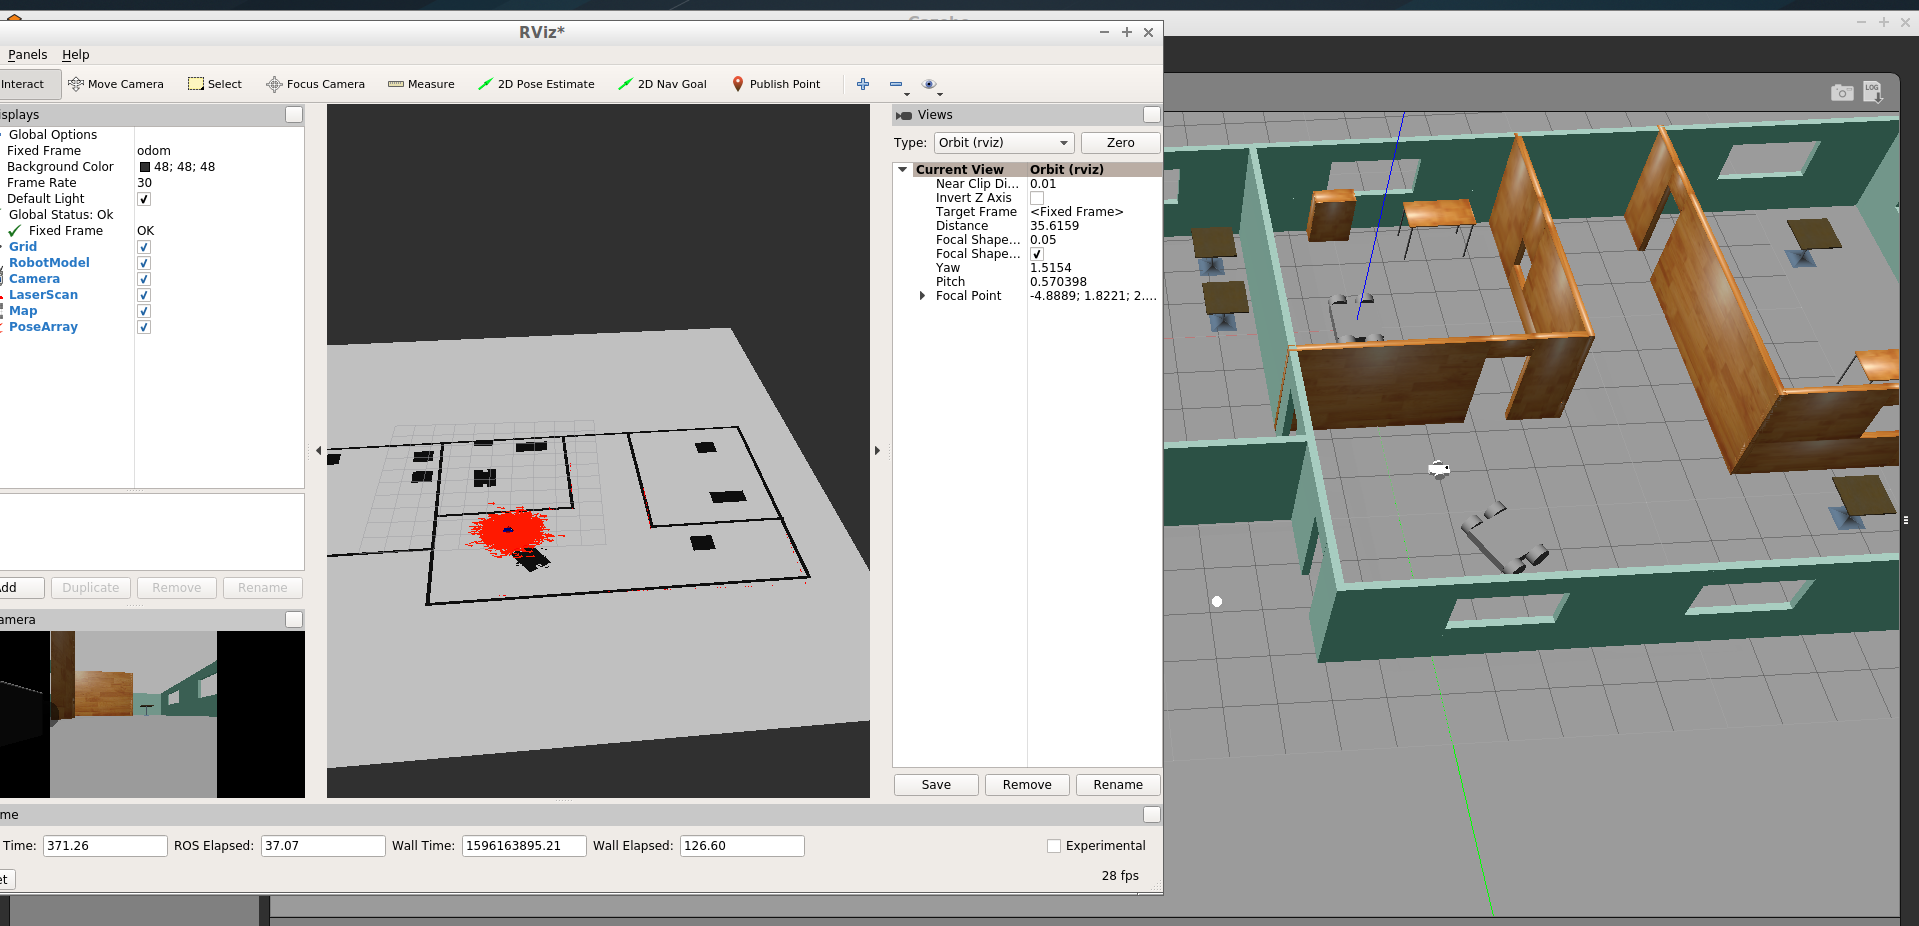 Gazebo
RViz*
Panels Help
Interact Move Camera Select Focus Camera Measure 2D Pose Estimate 2D Nav Goal Publish Point
LOG
splays
Global Options
Fixed Frame odom
Background Color 48; 48; 48
Frame Rate 30
Default Light
Global Status: Ok
Fixed Frame OK
Grid
RobotModel
Camera
LaserScan
Map
PoseArray
dd Duplicate Remove Rename
amera
Views
Type: Orbit (rviz) Zero
Current View Orbit (rviz)
Near Clip Di... 0.01
Invert Z Axis
Target Frame <Fixed Frame>
Distance 35.6159
Focal Shape... 0.05
Focal Shape...
Yaw 1.5154
Pitch 0.570398
Focal Point -4.8889; 1.8221; 2....
Save Remove Rename
me
Time: 371.26 ROS Elapsed: 37.07 Wall Time: 1596163895.21 Wall Elapsed: 126.60 Experimental
et 28 fps